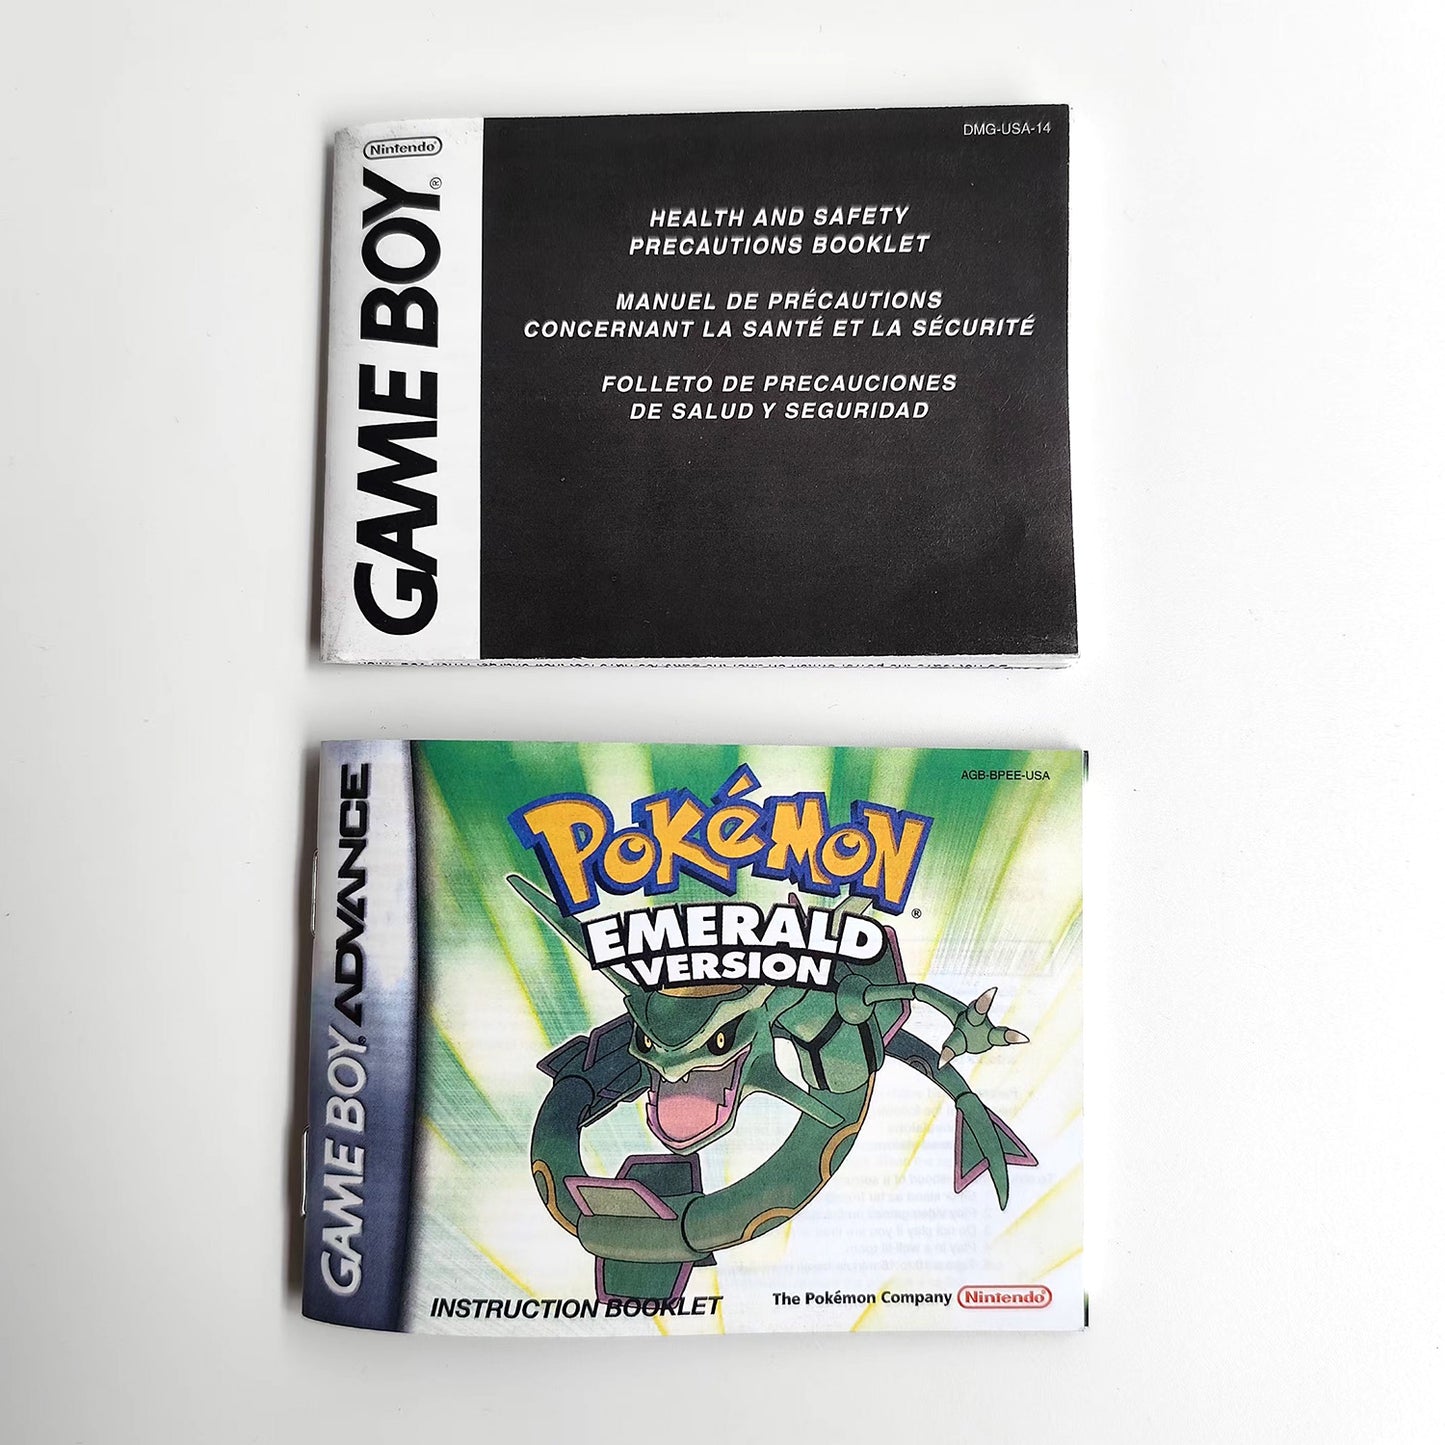 Nintendo®
GAME BOY®
DMG-USA-14
HEALTH AND SAFETY
PRECAUTIONS BOOKLET
MANUEL DE PRÉCAUTIONS
CONCERNANT LA SANTÉ ET LA SÉCURITÉ
FOLLETO DE PRECAUCIONES
DE SALUD Y SEGURIDAD
GAME BOY ADVANCE
AGB-BPEE-USA
POKéMON®
EMERALD
VERSION
INSTRUCTION BOOKLET
The Pokémon Company Nintendo®